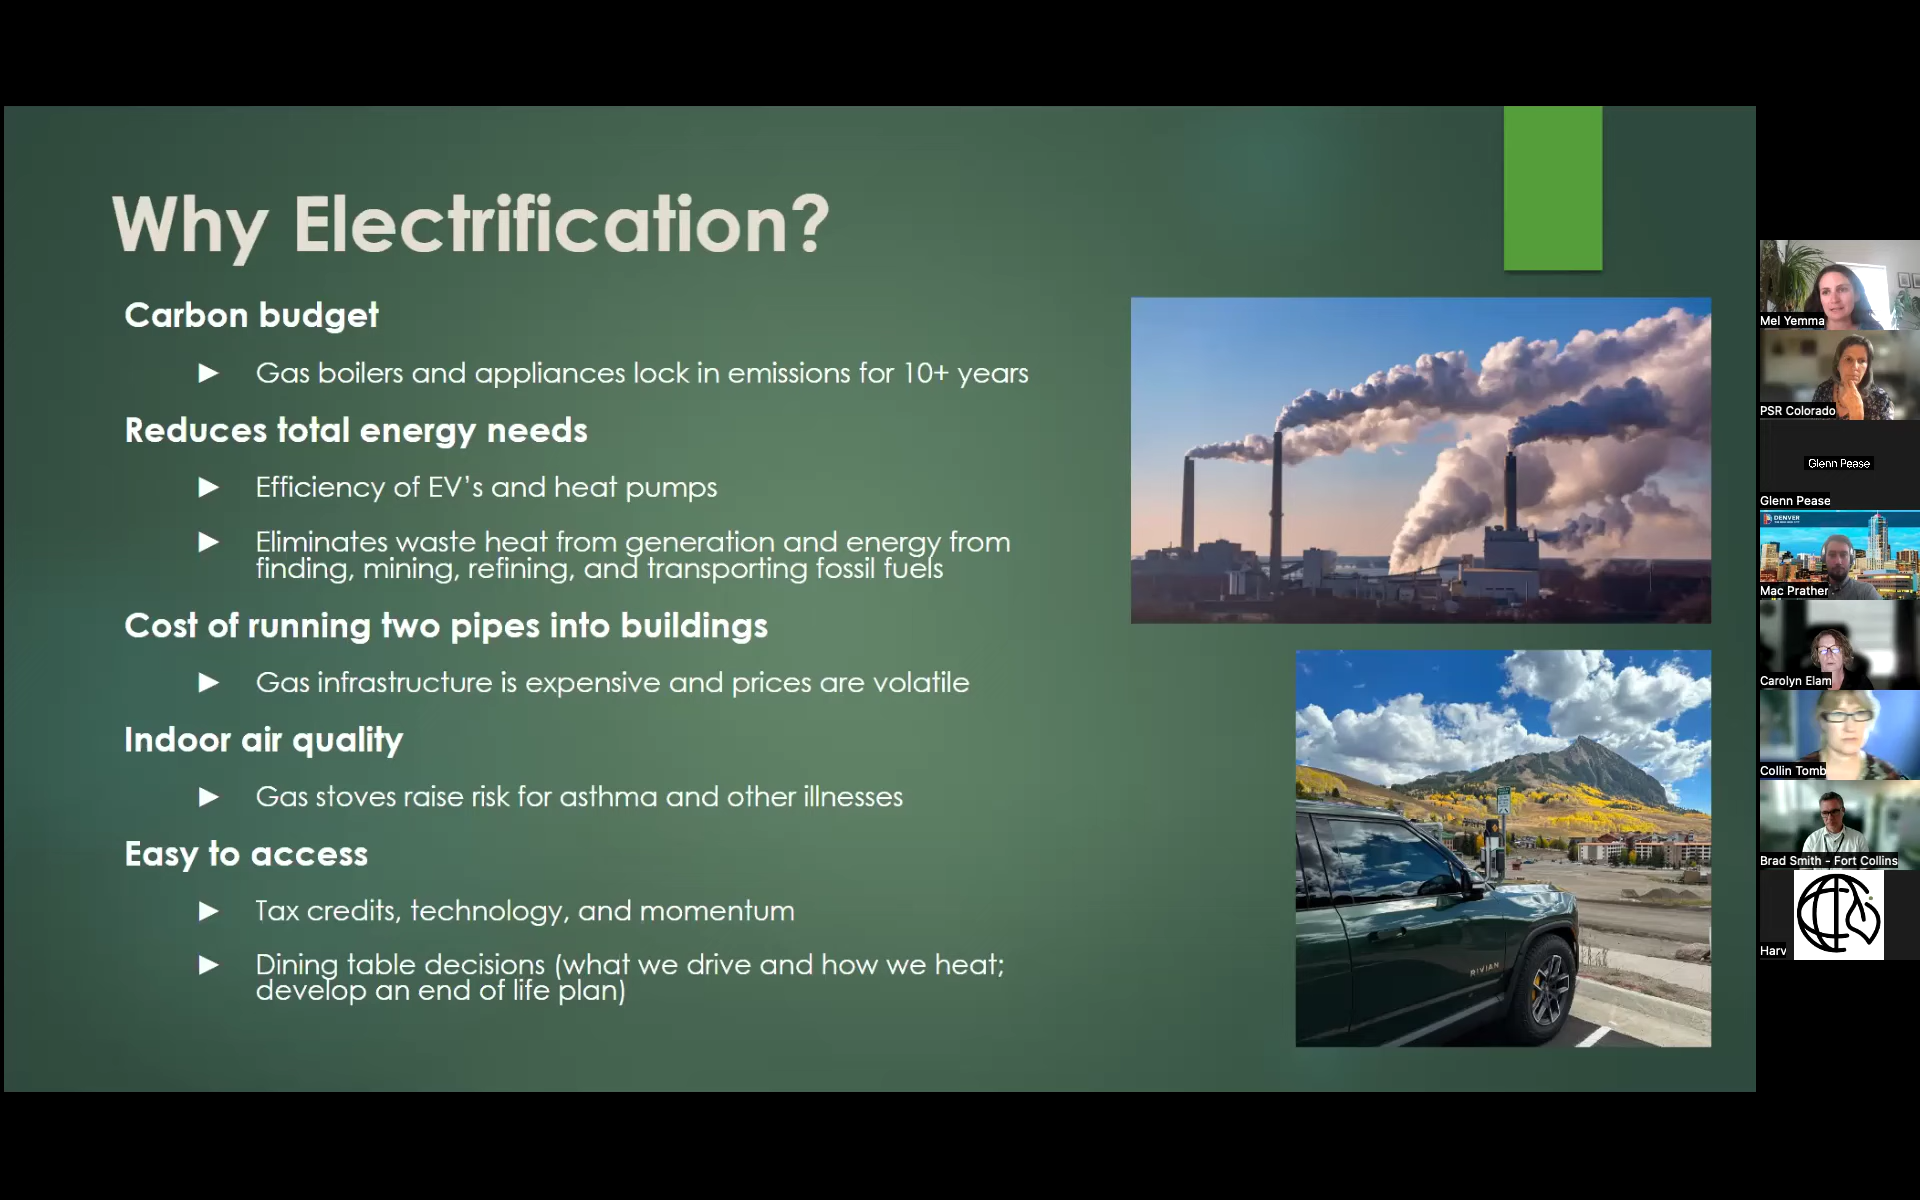 Why Electrification?
Carbon budget
Gas boilers and appliances lock in emissions for 10+ years
Reduces total energy needs
Efficiency of EV's and heat pumps
Eliminates waste heat from generation and energy from
finding, mining, refining, and transporting fossil fuels
Cost of running two pipes into buildings
Gas infrastructure is expensive and prices are volatile
Indoor air quality
Gas stoves raise risk for asthma and other illnesses
Easy to access
Tax credits, technology, and momentum
Dining table decisions (what we drive and how we heat;
develop an end of life plan)
RIVIAN
Mel Yemma
PSR Colorado
Glenn Pease
Glenn Pease
DENVER
Mac Prather
Carolyn Elam
Collin Tomb
Brad Smith - Fort Collins
Harv